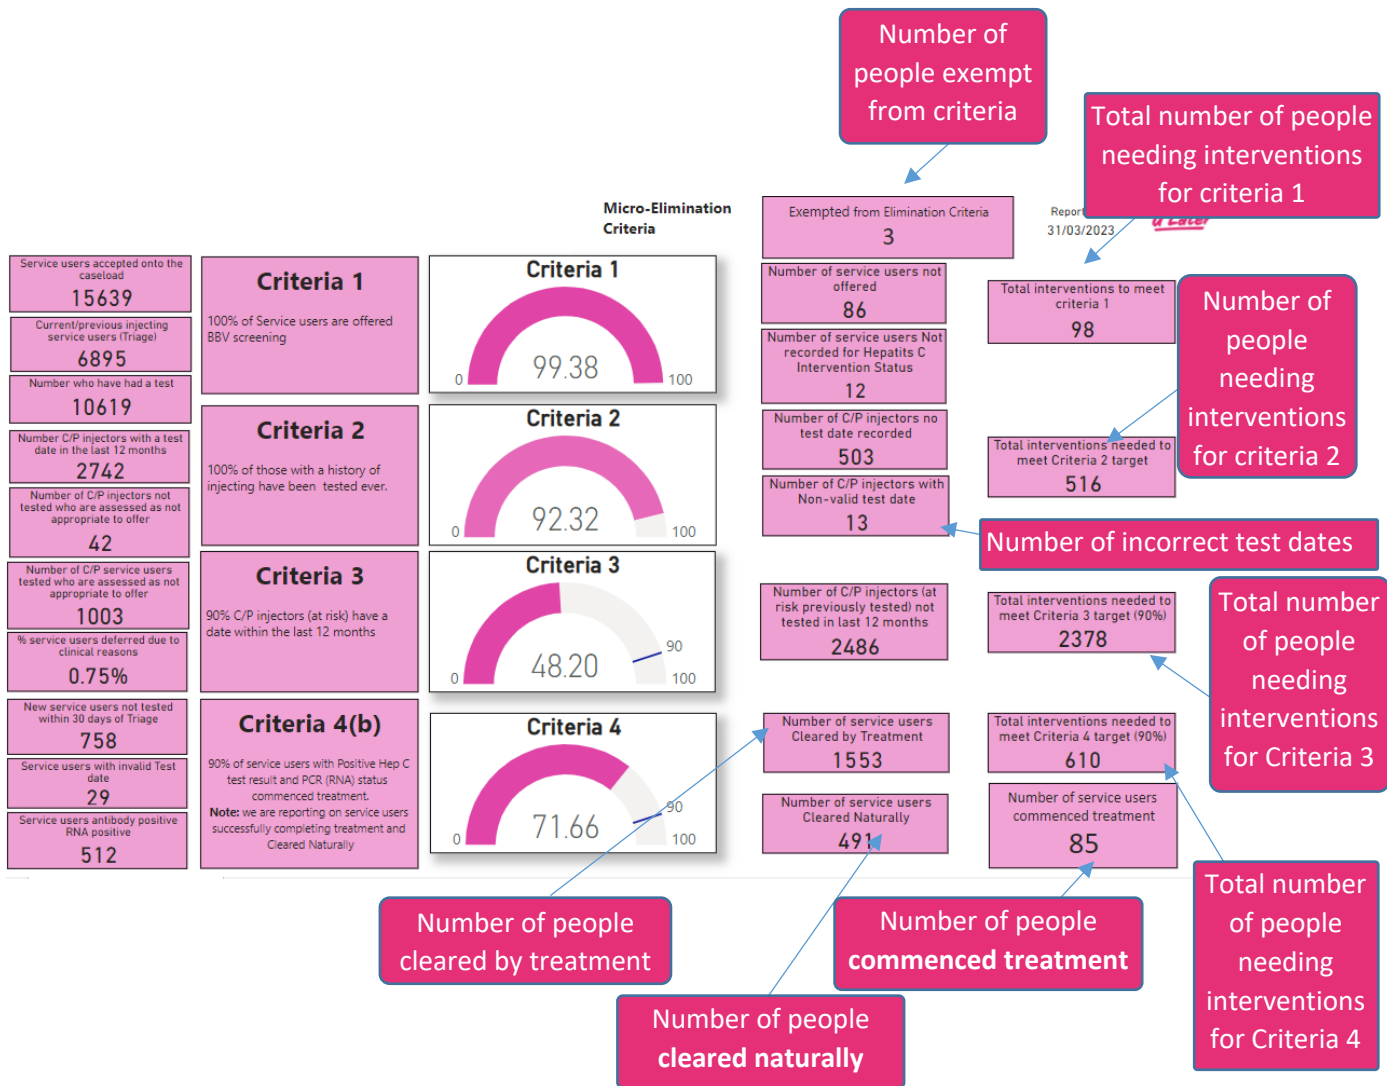 Number of
people exempt
from criteria
Total number of people
needing interventions
for criteria 1
Micro-Elimination
Criteria
Exempted from Elimination Criteria
3
Report
31/03/2023
a Later
Service users accepted onto the
caseload
15639
Current/previous injecting
service users (Triage)
6895
Number who have had a test
10619
Number C/P injectors with a test
date in the last 12 months
2742
Number of C/P injectors not
tested who are assessed as not
appropriate to offer
42
Number of C/P service users
tested who are assessed as not
appropriate to offer
1003
% service users deferred due to
clinical reasons
0.75%
New service users not tested
within 30 days of Triage
758
Service users with invalid Test
date
29
Service users antibody positive
RNA positive
512
Criteria 1
100% of Service users are offered
BBV screening
Criteria 2
100% of those with a history of
injecting have been tested ever.
Criteria 3
90% C/P injectors (at risk) have a
date within the last 12 months
Criteria 4(b)
90% of service users with Positive Hep C
test result and PCR (RNA) status
commenced treatment.
Note: we are reporting on service users
successfully completing treatment and
Cleared Naturally
Criteria 1
99.38
0
100
Criteria 2
92.32
0
100
Criteria 3
48.20
0
90
100
Criteria 4
71.66
0
90
100
Number of service users not
offered
86
Number of service users Not
recorded for Hepatits C
Intervention Status
12
Number of C/P injectors no
test date recorded
503
Number of C/P injectors with
Non-valid test date
13
Number of C/P injectors (at
risk previously tested) not
tested in last 12 months
2486
Number of service users
Cleared by Treatment
1553
Number of service users
Cleared Naturally
491
Total interventions to meet
criteria 1
98
Total interventions needed to
meet Criteria 2 target
516
Total interventions needed to
meet Criteria 3 target (90%)
2378
Total interventions needed to
meet Criteria 4 target (90%)
610
Number of service users
commenced treatment
85
Number of
people
needing
interventions
for criteria 2
Number of incorrect test dates
Total number
of people
needing
interventions
for Criteria 3
Total number
of people
needing
interventions
for Criteria 4
Number of people
cleared by treatment
Number of people
commenced treatment
Number of people
cleared naturally